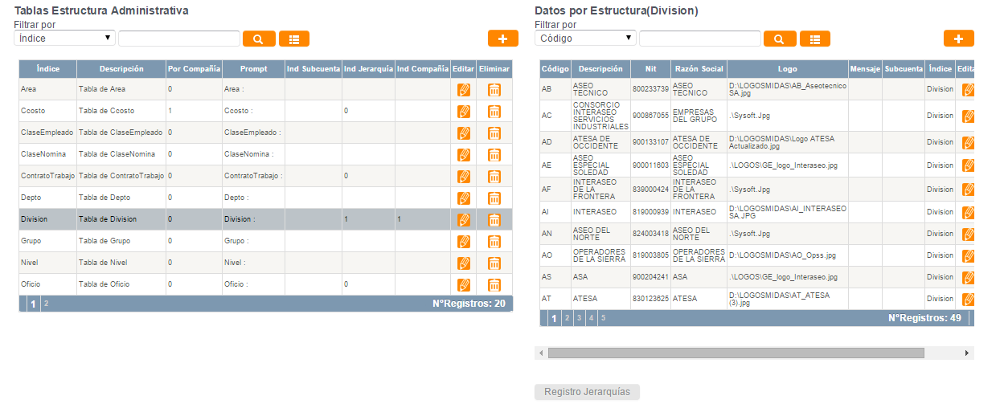 Tablas Estructura Administrativa
Filtrar por
Índice
Índice Descripción Por Compañía Prompt Ind Subcuenta Ind Jerarquía Ind Compañía Editar Eliminar
Area Tabla de Area 0 Area :
Ccosto Tabla de Ccosto 1 Ccosto : 0
ClaseEmpleado Tabla de ClaseEmpleado 0 ClaseEmpleado :
ClaseNomina Tabla de ClaseNomina 0 ClaseNomina :
ContratoTrabajo Tabla de ContratoTrabajo 0 ContratoTrabajo : 0
Depto Tabla de Depto 0 Depto :
Division Tabla de Division 0 Division : 1 1
Grupo Tabla de Grupo 0 Grupo :
Nivel Tabla de Nivel 0 Nivel :
Oficio Tabla de Oficio 0 Oficio : 0
1 2 N°Registros: 20
Datos por Estructura(Division)
Filtrar por
Código
Código Descripción Nit Razón Social Logo Mensaje Subcuenta Índice Edita
AB ASEO TECNICO 800233739 ASEO TECNICO D:\LOGOSMIDAS\AB_Aseotecnico SA.jpg Division
AC CONSORCIO INTERASEO SERVICIOS INDUSTRIALES 900867055 EMPRESAS DEL GRUPO .\Sysoft.Jpg Division
AD ATESA DE OCCIDENTE 900133107 ATESA DE OCCIDENTE D:\LOGOSMIDAS\Logo ATESA Actualizado.jpg Division
AE ASEO ESPECIAL SOLEDAD 900011603 ASEO ESPECIAL SOLEDAD .\LOGOS\GE_logo_Interaseo.jpg Division
AF INTERASEO DE LA FRONTERA 839000424 INTERASEO DE LA FRONTERA .\Sysoft.Jpg Division
AI INTERASEO 819000939 INTERASEO D:\LOGOSMIDAS\AI_INTERASEO SA.JPG Division
AN ASEO DEL NORTE 824003418 ASEO DEL NORTE .\Sysoft.Jpg Division
AO OPERADORES DE LA SIERRA 819003805 OPERADORES DE LA SIERRA D:\LOGOSMIDAS\AO_Opss.jpg Division
AS ASA 900204241 ASA .\LOGOS\GE_logo_Interaseo.jpg Division
AT ATESA 830123625 ATESA D:\LOGOSMIDAS\AT_ATESA (3).jpg Division
1 2 3 4 5 N°Registros: 49
Registro Jerarquías